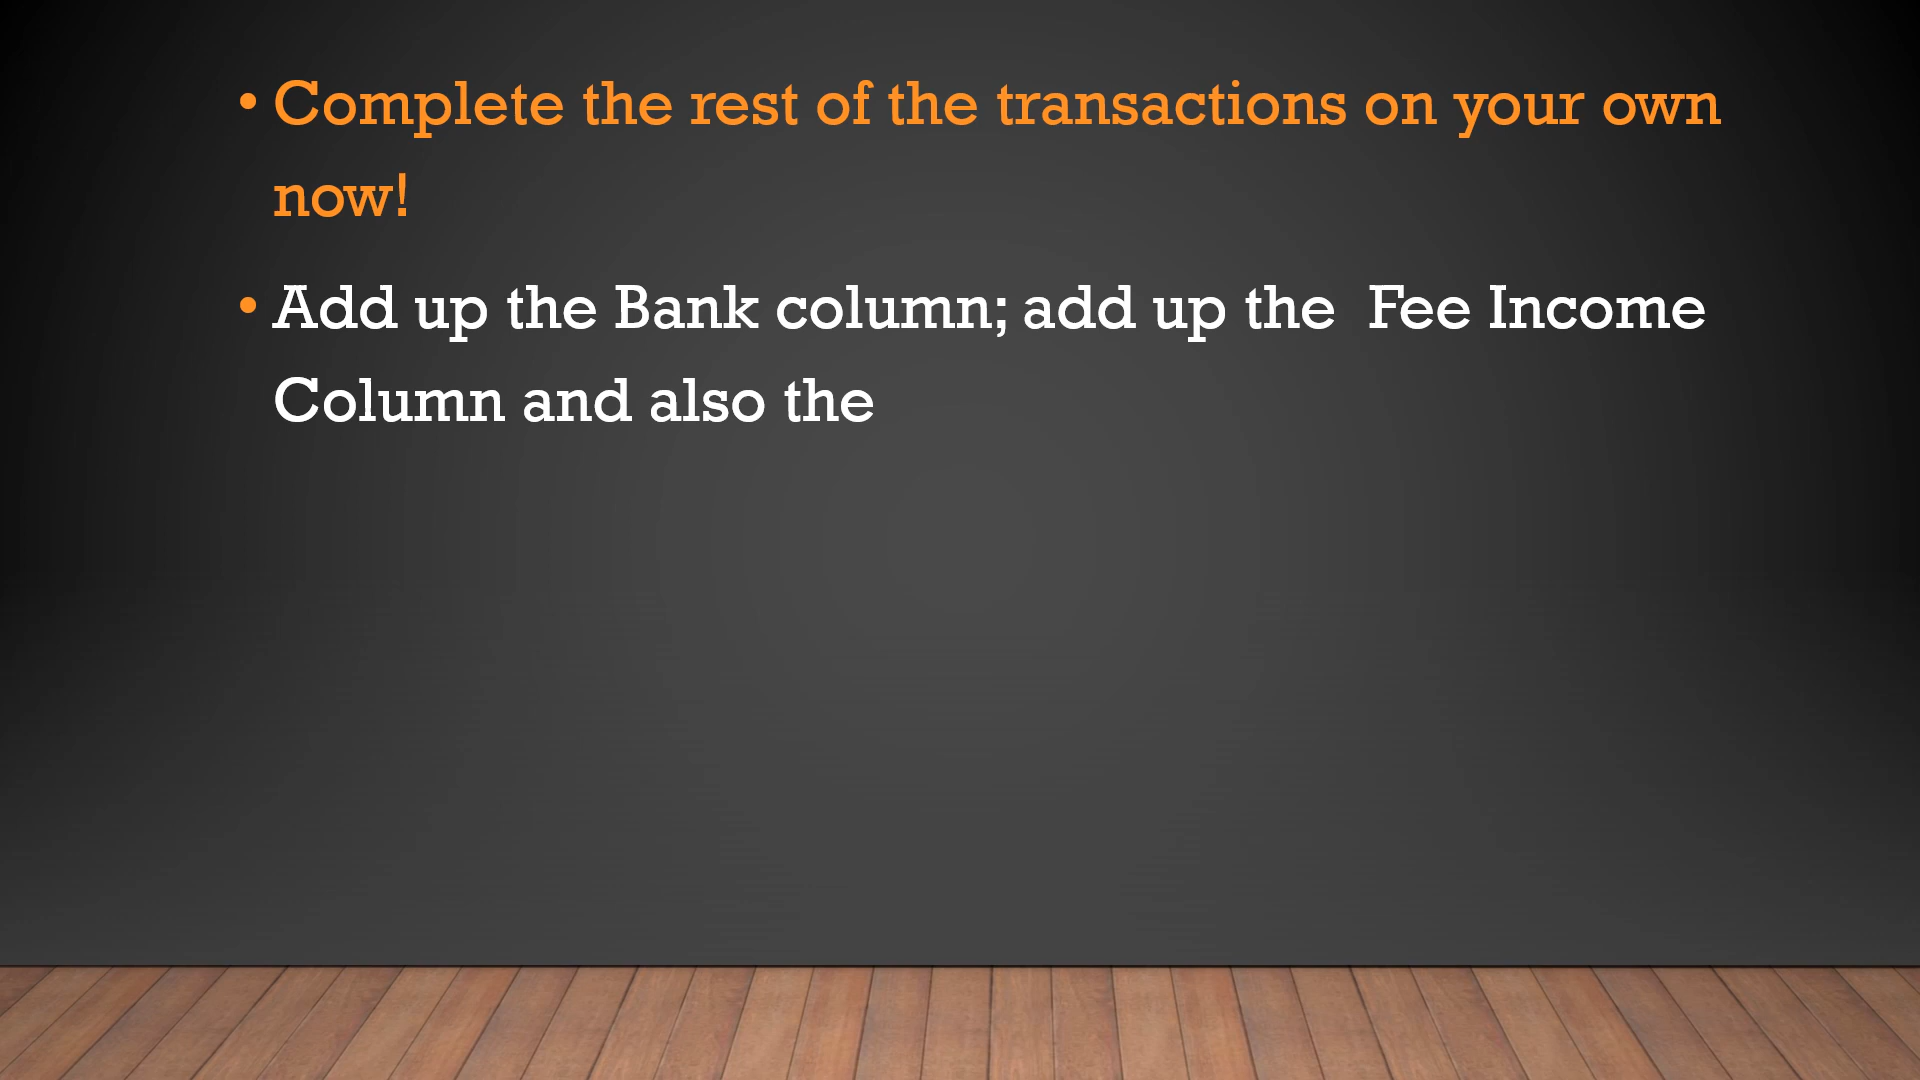 • Complete the rest of the transactions on your own
now!
• Add up the Bank column; add up the  Fee Income
Column and also the